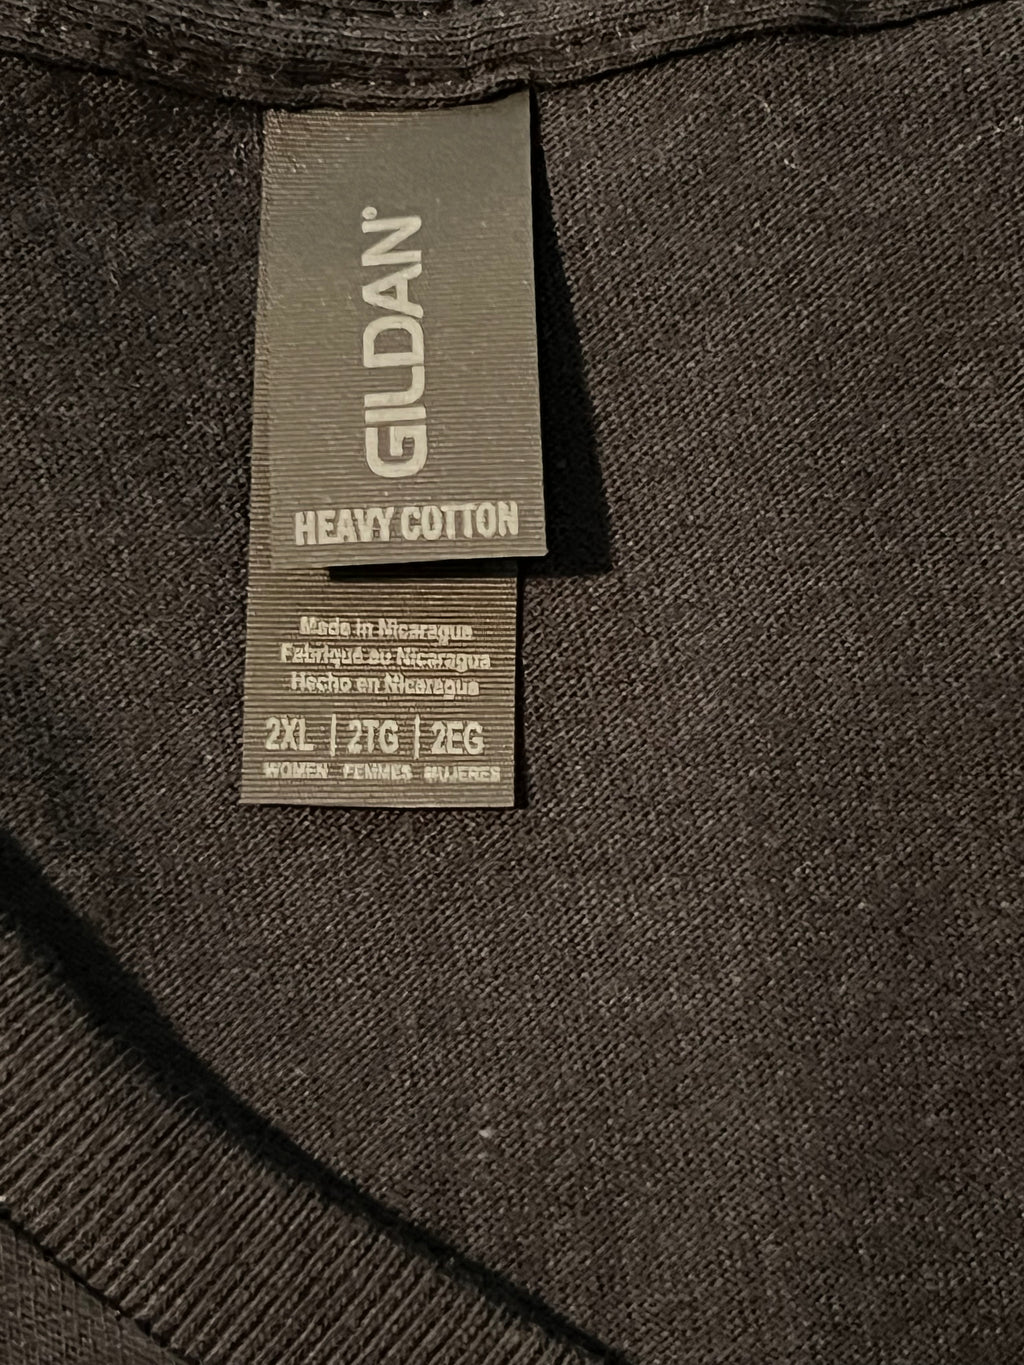 GILDAN®
HEAVY COTTON
Made in Nicaragua
Fabriqué au Nicaragua
Hecho en Nicaragua
2XL | 2TG | 2EG
WOMEN FEMMES MUJERES